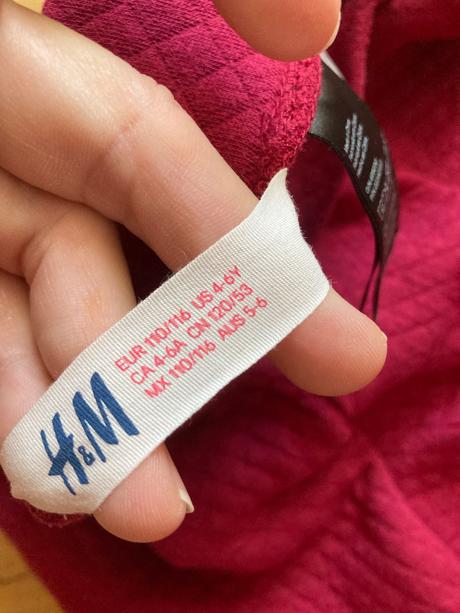 H&M
EUR 110/116 US 4-6Y
CA 4-6A CN 120/53
MX 110/116 AUS 5-6